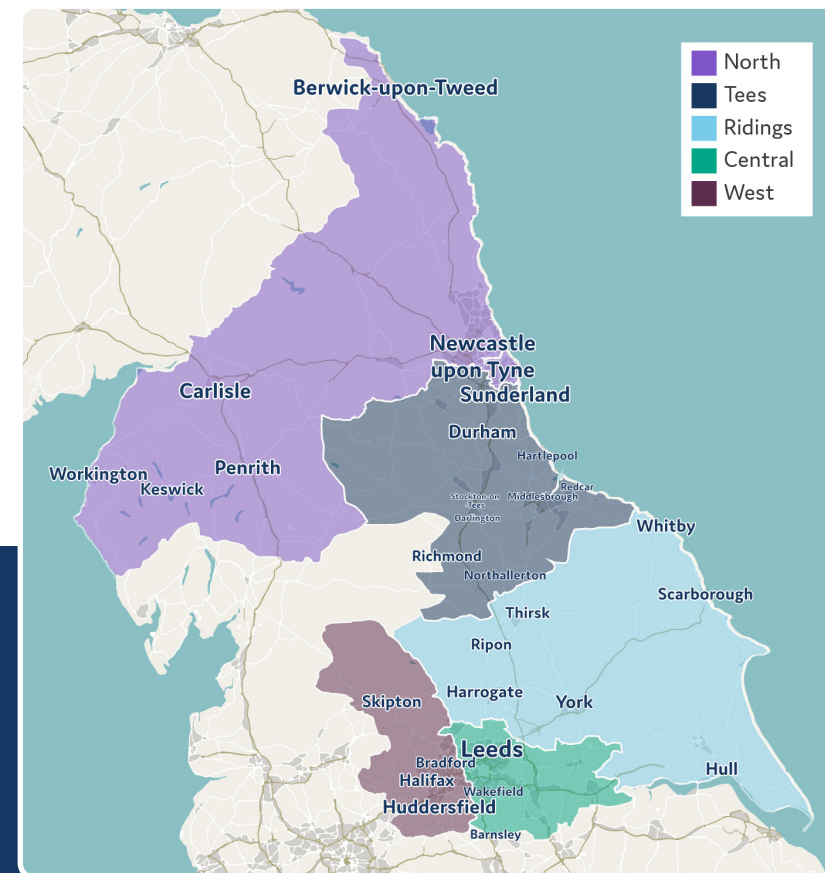 North
Tees
Ridings
Central
West
Berwick-upon-Tweed
Newcastle
upon Tyne
Sunderland
Carlisle
Durham
Hartlepool
Workington
Penrith
Keswick
Redcar
Stockton-on
-Tees
Middlesbrough
Darlington
Whitby
Richmond
Northallerton
Scarborough
Thirsk
Ripon
Harrogate
Skipton
York
Leeds
Bradford
Hull
Halifax
Wakefield
Huddersfield
Barnsley